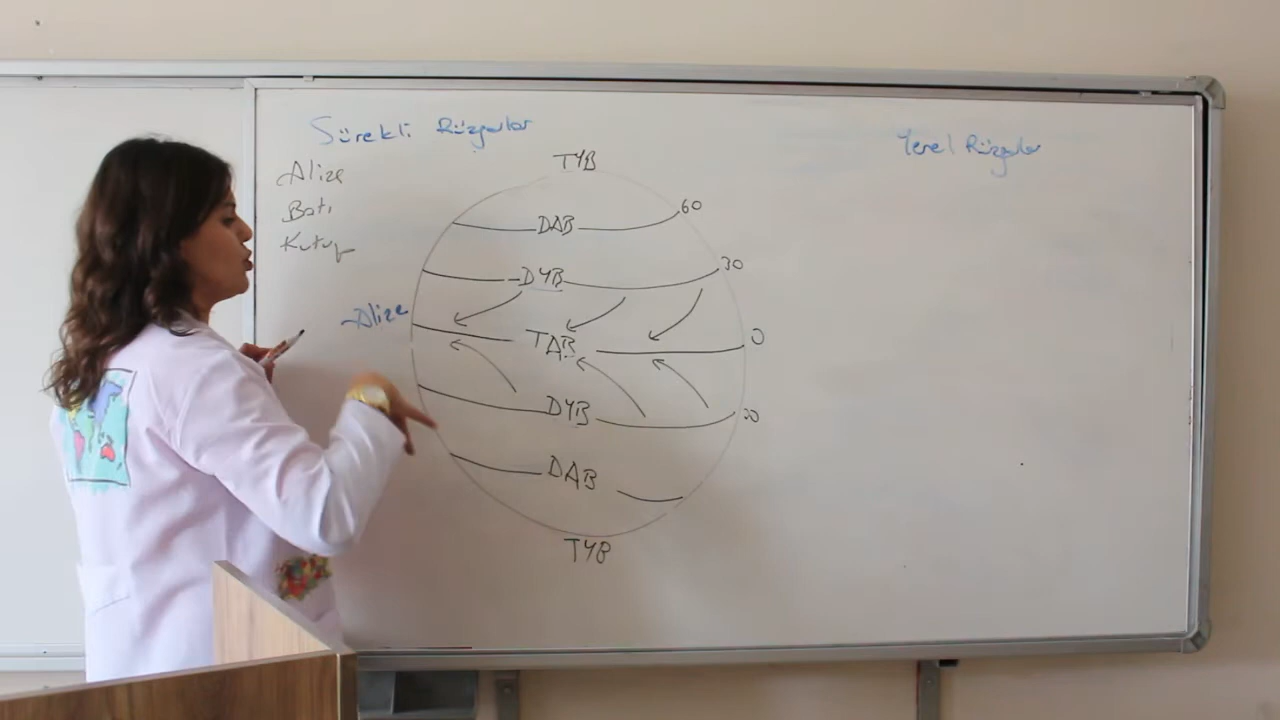 Sürekli Rüzgarlar
Yerel Rüzgarlar
Alize
Batı
Kutup
TYB
DAB
60
DYB
30
Alize
TAB
0
DYB
30
DAB
TYB